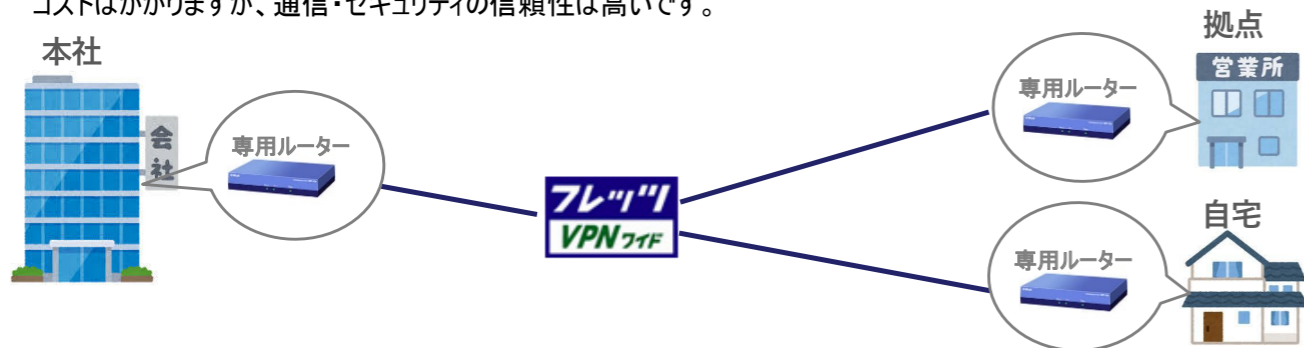 コストはかかりますが、通信・セキュリティの信頼性は高いです。
本社
会社
専用ルーター
フレッツ
VPNワイド
専用ルーター
拠点
営業所
専用ルーター
自宅